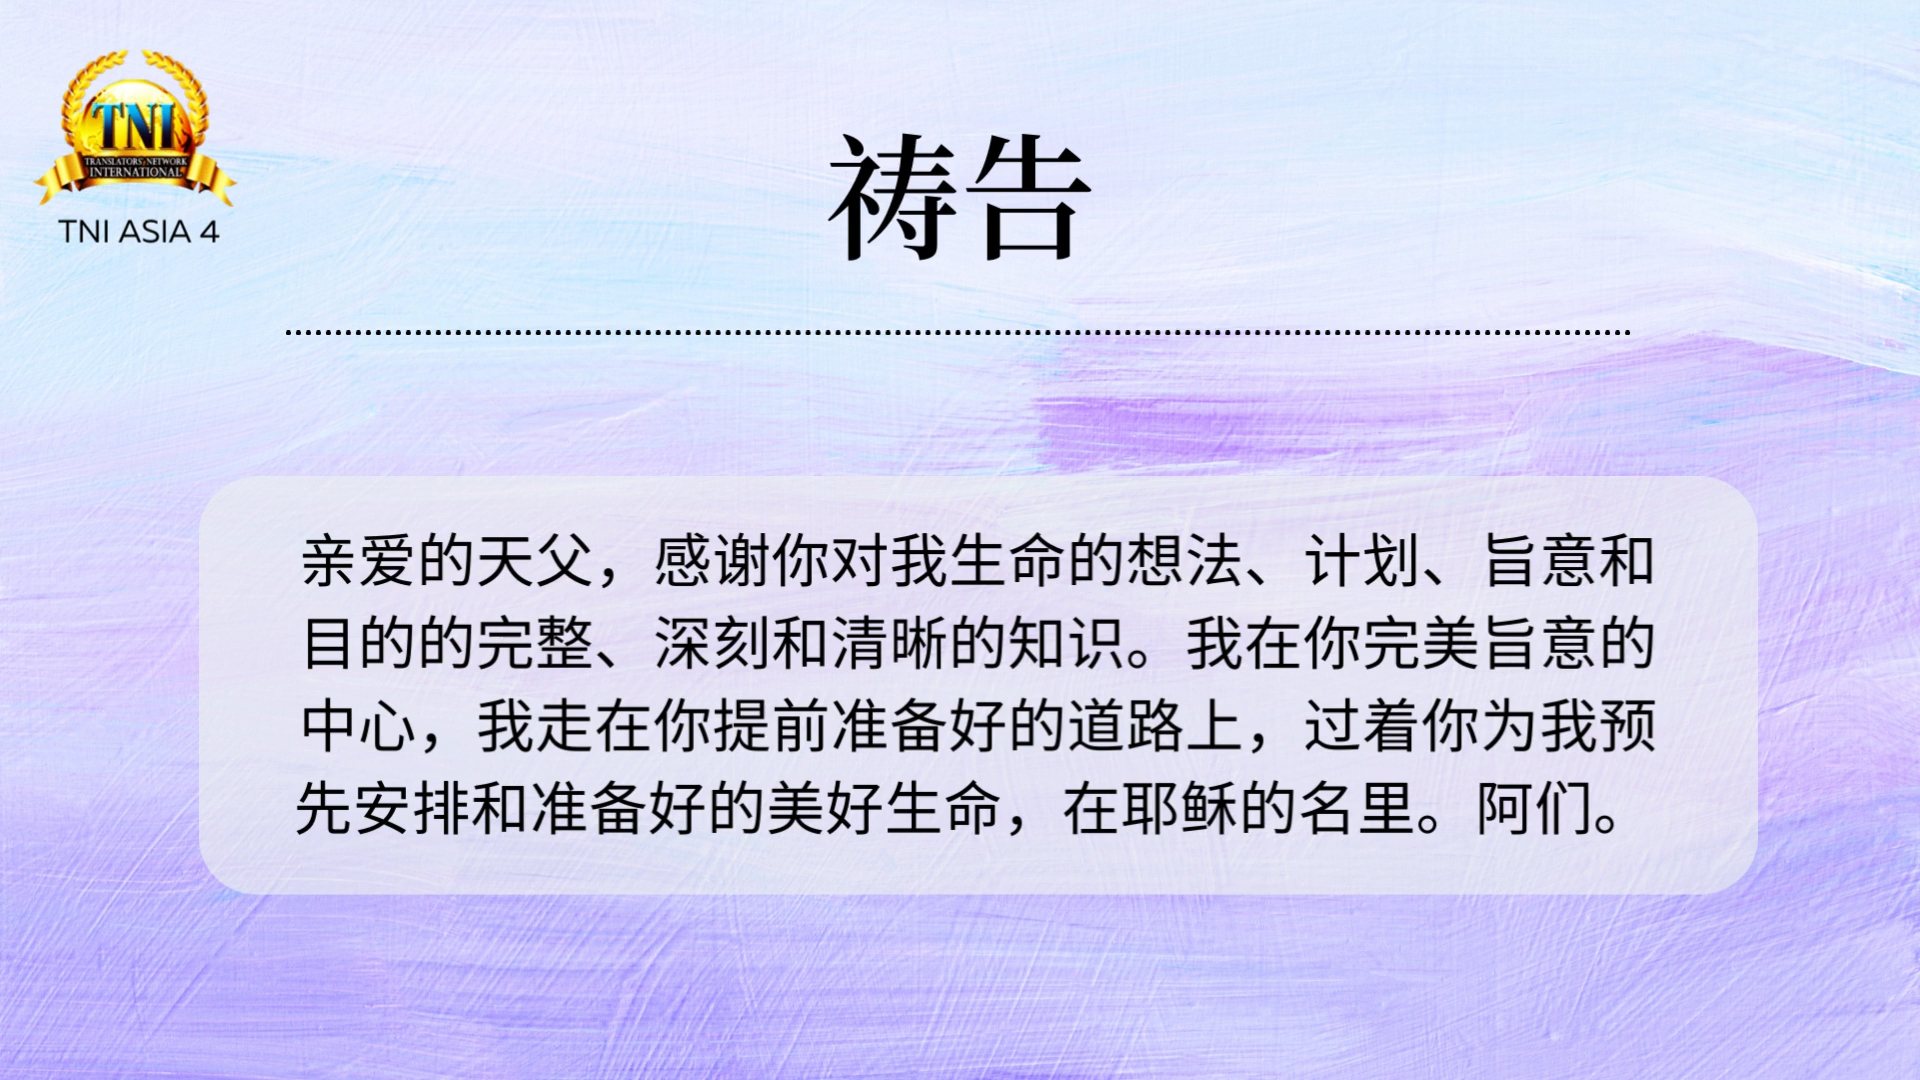 TNI
TRANSLATORS NETWORK
INTERNATIONAL
TNI ASIA 4
祷告
亲爱的天父，感谢你对我生命的想法、计划、旨意和
目的的完整、深刻和清晰的知识。我在你完美旨意的
中心，我走在你提前准备好的道路上，过着你为我预
先安排和准备好的美好生命，在耶稣的名里。阿们。